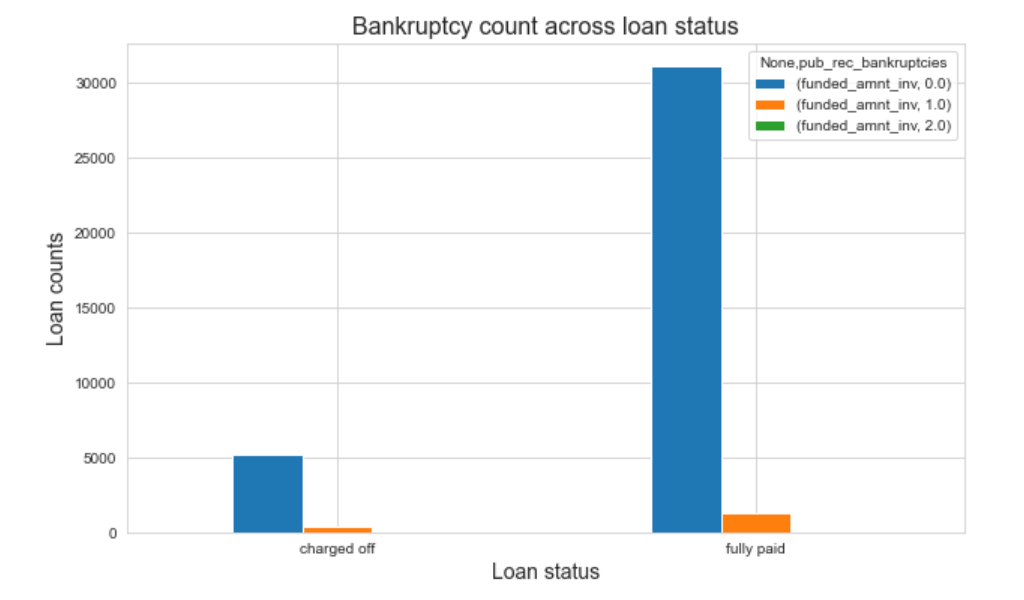 Bankruptcy count across loan status
None,pub_rec_bankruptcies
(funded_amnt_inv, 0.0)
(funded_amnt_inv, 1.0)
(funded_amnt_inv, 2.0)
30000
25000
20000
15000
10000
5000
0
Loan counts
charged off
fully paid
Loan status